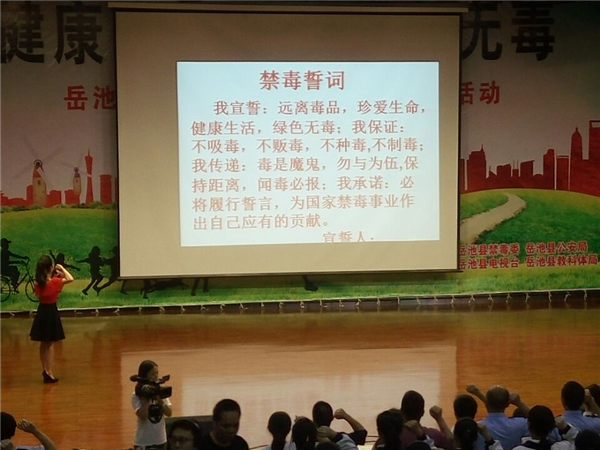 健康
无毒
岳池
活动
禁毒誓词
我宣誓：远离毒品，珍爱生命，
健康生活，绿色无毒；我保证：
不吸毒，不贩毒，不种毒,不制毒；
我传递：毒是魔鬼，勿与为伍,保
持距离，闻毒必报；我承诺：必
将履行誓言，为国家禁毒事业作
出自己应有的贡献。
宣誓人：
岳池县禁毒委 岳池县公安局
岳池县电视台 岳池县教科体局